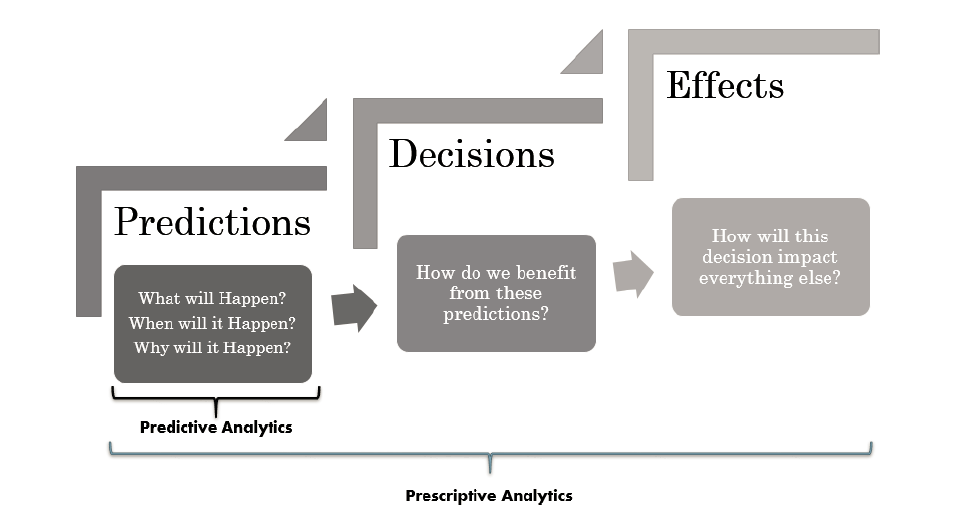 Predictions
What will Happen?
When will it Happen?
Why will it Happen?
Predictive Analytics
Decisions
How do we benefit
from these
predictions?
Effects
How will this
decision impact
everything else?
Prescriptive Analytics